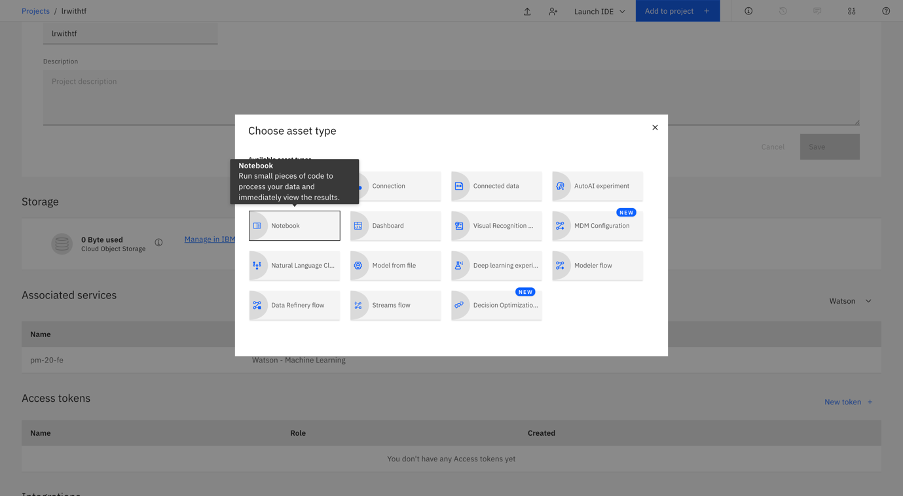 Projects / lrwithtf
Launch IDE
Add to project +
lrwithtf
Description
Project description
Cancel
Save
Choose asset type
Notebook
Run small pieces of code to
process your data and
immediately view the results.
Connection
Connected data
AutoAI experiment
Notebook
Dashboard
Visual Recognition ...
NEW
MDM Configuration
Natural Language Cl...
Model from file
Deep learning experi...
Modeler flow
Data Refinery flow
Streams flow
NEW
Decision Optimizatio...
Storage
0 Byte used
Cloud Object Storage
Manage in IBM
Associated services
Watson
Name
pm-20-fe
Watson - Machine Learning
Access tokens
New token +
Name
Role
Created
You don't have any Access tokens yet
Integrations